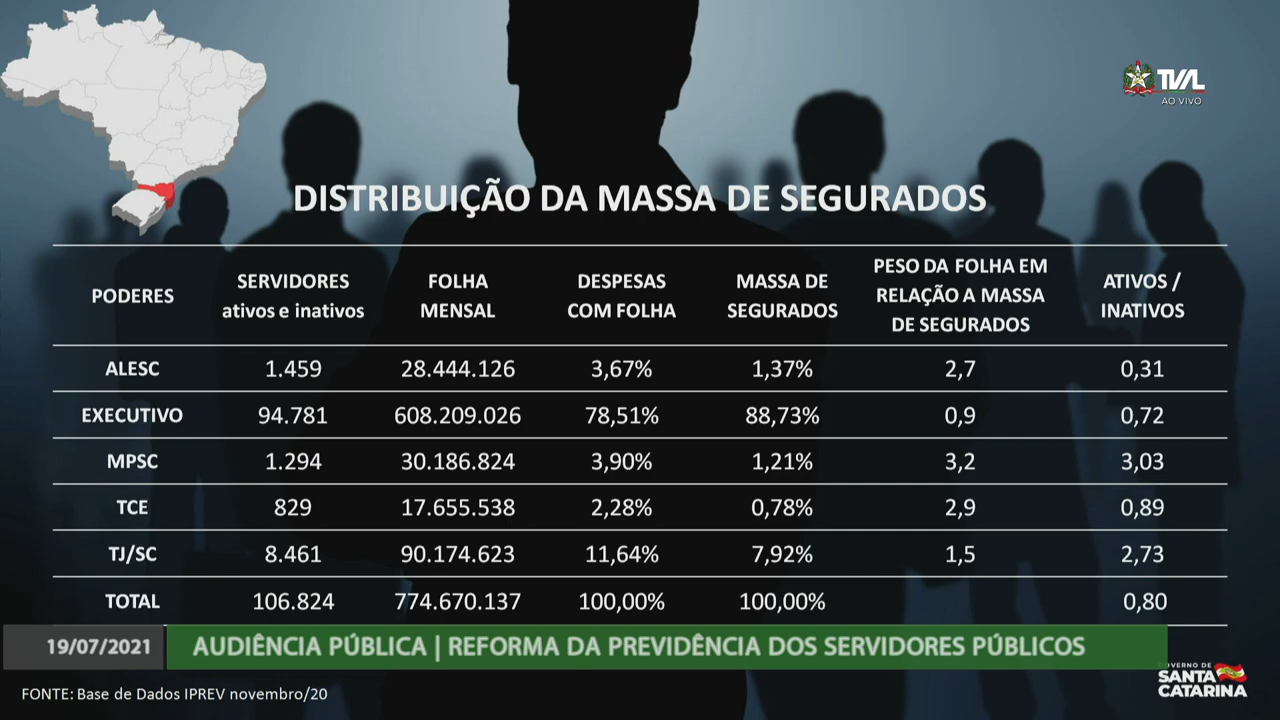 TVAL
AO VIVO
DISTRIBUIÇÃO DA MASSA DE SEGURADOS
PODERES
SERVIDORES
ativos e inativos
FOLHA
MENSAL
DESPESAS
COM FOLHA
MASSA DE
SEGURADOS
PESO DA FOLHA EM
RELAÇÃO A MASSA
DE SEGURADOS
ATIVOS /
INATIVOS
ALESC 1.459 28.444.126 3,67% 1,37% 2,7 0,31
EXECUTIVO 94.781 608.209.026 78,51% 88,73% 0,9 0,72
MPSC 1.294 30.186.824 3,90% 1,21% 3,2 3,03
TCE 829 17.655.538 2,28% 0,78% 2,9 0,89
TJ/SC 8.461 90.174.623 11,64% 7,92% 1,5 2,73
TOTAL 106.824 774.670.137 100,00% 100,00% 0,80
19/07/2021 AUDIÊNCIA PÚBLICA | REFORMA DA PREVIDÊNCIA DOS SERVIDORES PÚBLICOS
GOVERNO DE
SANTA
CATARINA
FONTE: Base de Dados IPREV novembro/20